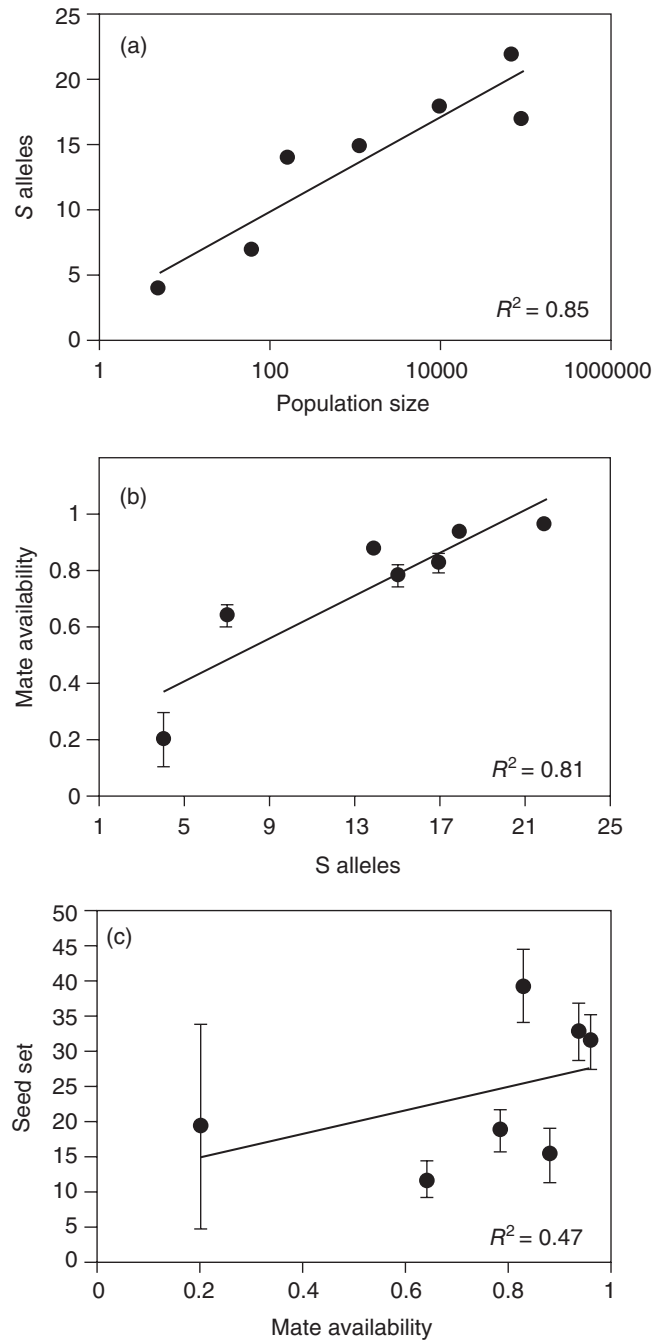 (a)
S alleles
25
20
15
10
5
0
R² = 0.85
1 100 10000 1000000
Population size
(b)
Mate availability
1
0.8
0.6
0.4
0.2
0
R² = 0.81
1 5 9 13 17 21 25
S alleles
(c)
Seed set
50
45
40
35
30
25
20
15
10
5
0
R² = 0.47
0 0.2 0.4 0.6 0.8 1
Mate availability